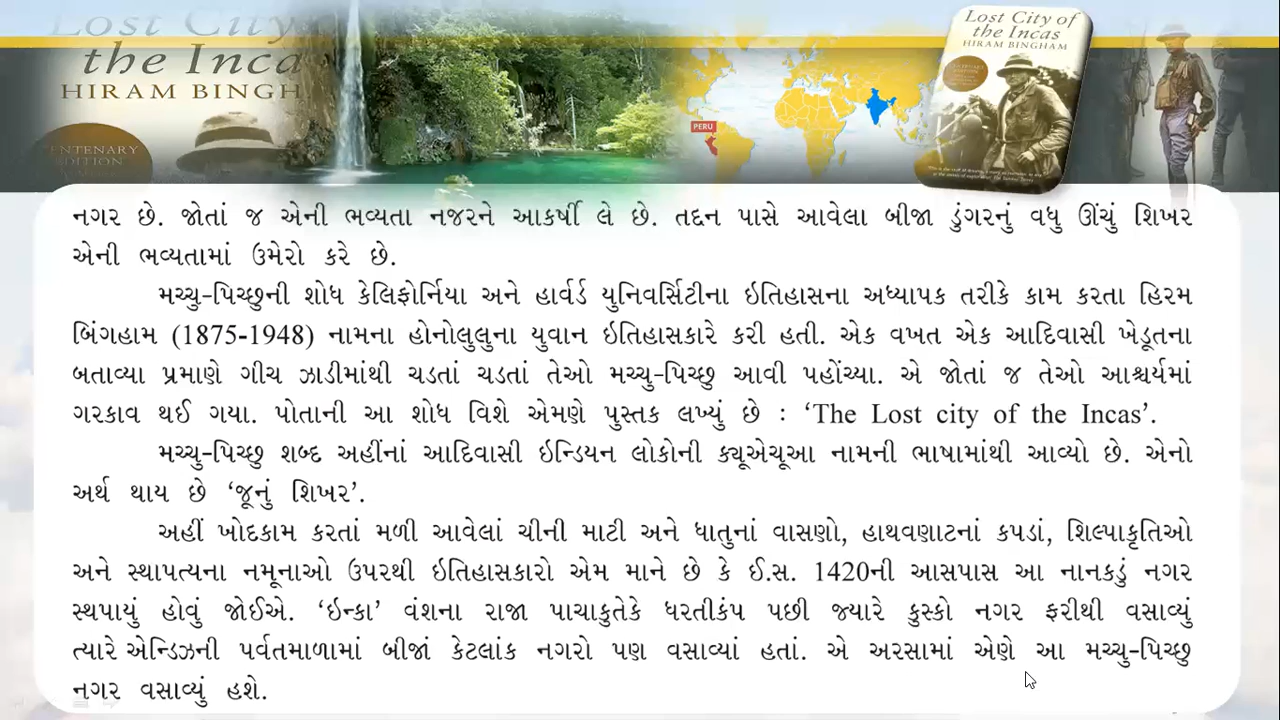 Lost City
the Inca
HIRAM BINGH
CENTENARY
EDITION
PERU
Lost City of
the Incas
HIRAM BINGHAM
નગર છે. જોતાં જ એની ભવ્યતા નજરને આકર્ષી લે છે. તદ્દન પાસે આવેલા બીજા ડુંગરનું વધુ ઊંચું શિખર
એની ભવ્યતામાં ઉમેરો કરે છે.
મચ્ચુ-પિચ્છુની શોધ કેલિફોર્નિયા અને હાર્વર્ડ યુનિવર્સિટીના ઇતિહાસના અધ્યાપક તરીકે કામ કરતા હિરમ
બિંગહામ (1875-1948) નામના હોનોલુલુના યુવાન ઇતિહાસકારે કરી હતી. એક વખત એક આદિવાસી ખેડૂતના
બતાવ્યા પ્રમાણે ગીચ ઝાડીમાંથી ચડતાં ચડતાં તેઓ મચ્ચુ-પિચ્છુ આવી પહોંચ્યા. એ જોતાં જ તેઓ આશ્ચર્યમાં
ગરકાવ થઈ ગયા. પોતાની આ શોધ વિશે એમણે પુસ્તક લખ્યું છે : ‘The Lost city of the Incas’.
મચ્ચુ-પિચ્છુ શબ્દ અહીંનાં આદિવાસી ઇન્ડિયન લોકોની ક્યૂએચૂઆ નામની ભાષામાંથી આવ્યો છે. એનો
અર્થ થાય છે ‘જૂનું શિખર’.
અહીં ખોદકામ કરતાં મળી આવેલાં ચીની માટી અને ધાતુનાં વાસણો, હાથવણાટનાં કપડાં, શિલ્પાકૃતિઓ
અને સ્થાપત્યના નમૂનાઓ ઉપરથી ઇતિહાસકારો એમ માને છે કે ઈ.સ. 1420ની આસપાસ આ નાનકડું નગર
સ્થપાયું હોવું જોઈએ. ‘ઇન્કા’ વંશના રાજા પાચાકુતેકે ધરતીકંપ પછી જ્યારે કુસ્કો નગર ફરીથી વસાવ્યું
ત્યારે એન્ડિઝની પર્વતમાળામાં બીજાં કેટલાંક નગરો પણ વસાવ્યાં હતાં. એ અરસામાં એણે આ મચ્ચુ-પિચ્છુ
નગર વસાવ્યું હશે.